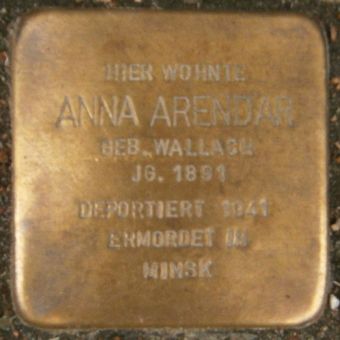 HIER WOHNTE
ANNA ARENDAR
GEB. WALLACH
JG. 1891
DEPORTIERT 1941
ERMORDET IN
MINSK